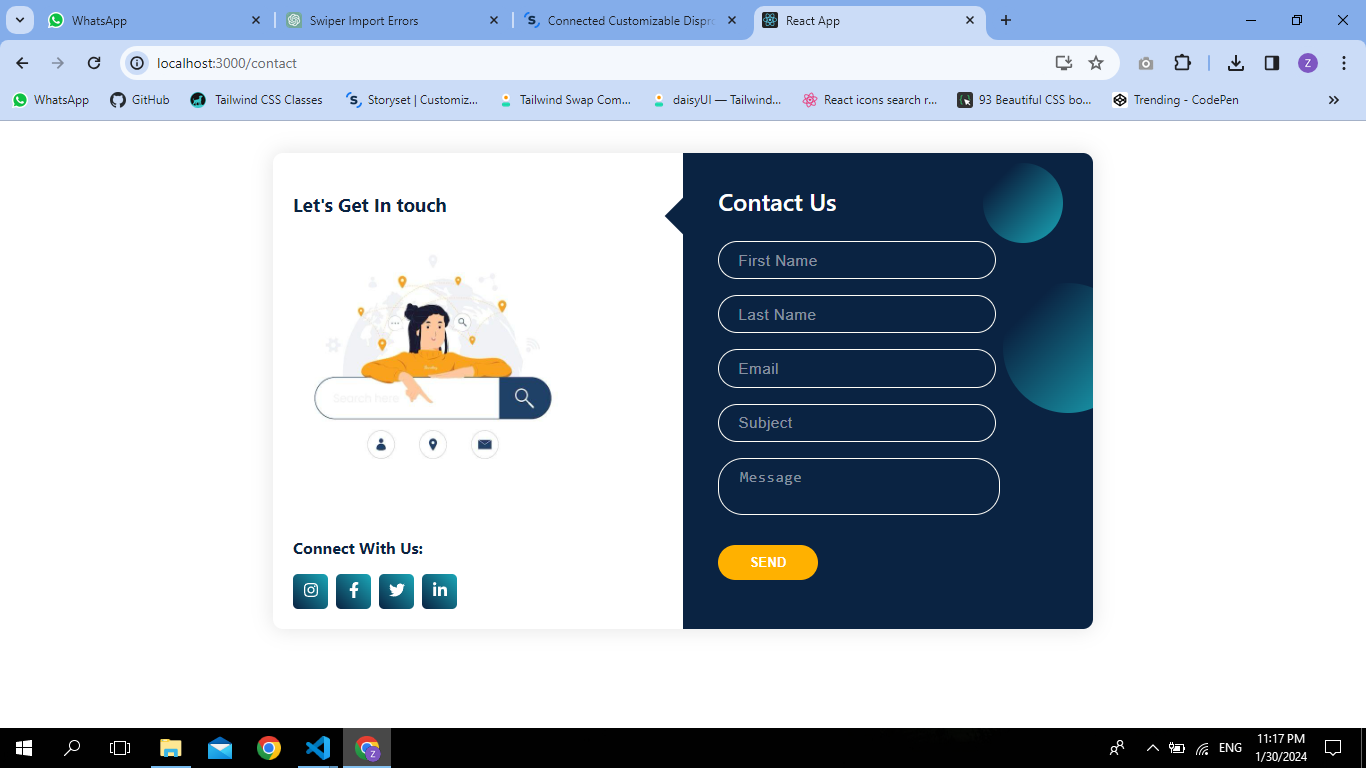 WhatsApp
Swiper Import Errors
Connected Customizable Dispro
React App
localhost:3000/contact
Z
WhatsApp
GitHub
Tailwind CSS Classes
Storyset | Customiz...
Tailwind Swap Com...
daisyUI — Tailwind...
React icons search r...
93 Beautiful CSS bo...
Trending - CodePen
Let's Get In touch
Search here
Connect With Us:
Contact Us
First Name
Last Name
Email
Subject
Message
SEND
Z
ENG
11:17 PM
1/30/2024